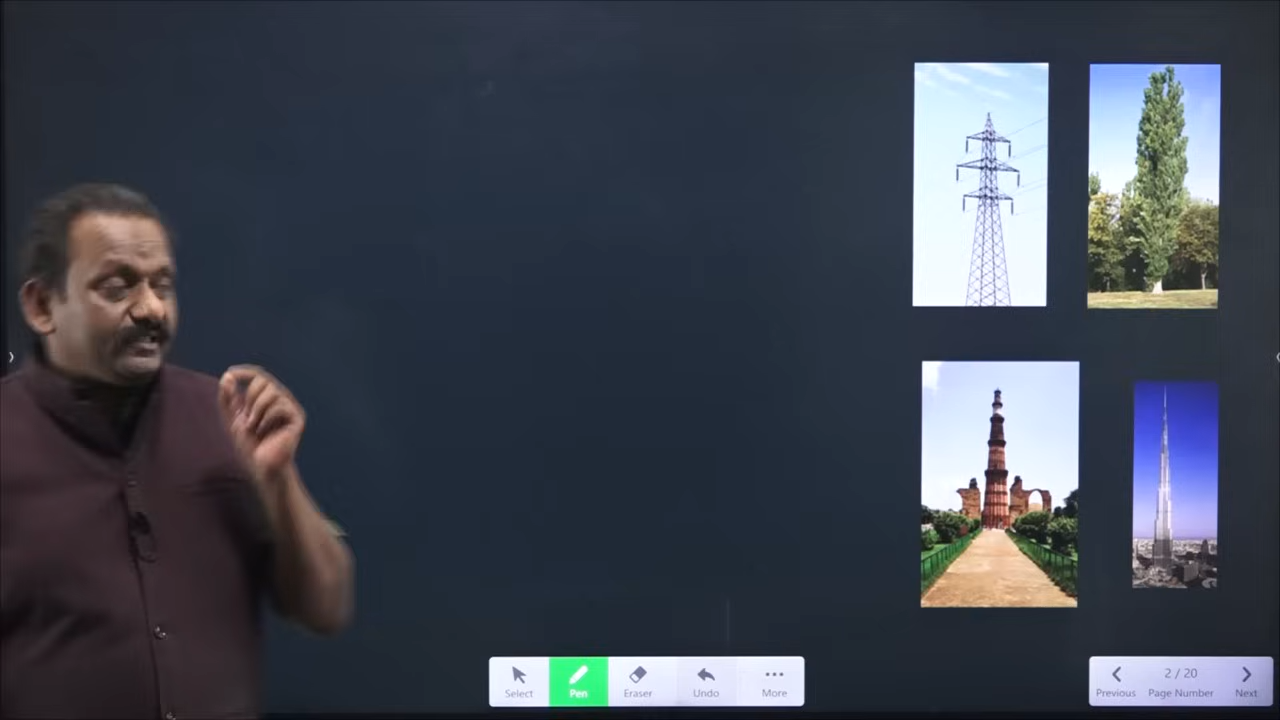 Select
Pen
Eraser
Undo
More
Previous
2 / 20
Page Number
Next